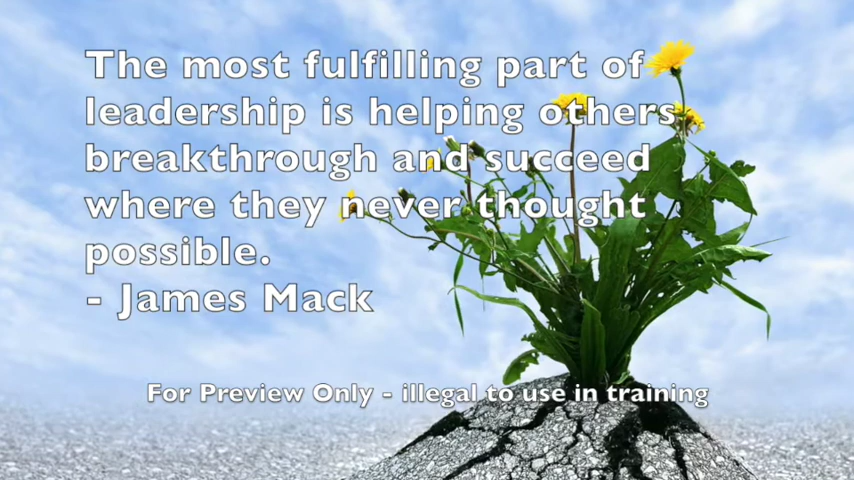 The most fulfilling part of
leadership is helping others
breakthrough and succeed
where they never thought
possible.
- James Mack
For Preview Only - illegal to use in training